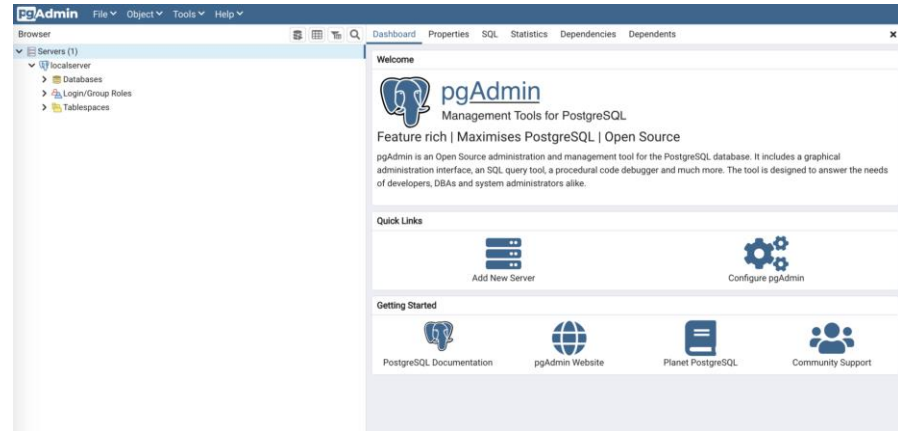 pgAdmin File Object Tools Help
Browser
Dashboard Properties SQL Statistics Dependencies Dependents
Servers (1)
localserver
Databases
Login/Group Roles
Tablespaces
Welcome
pgAdmin
Management Tools for PostgreSQL
Feature rich | Maximises PostgreSQL | Open Source
pgAdmin is an Open Source administration and management tool for the PostgreSQL database. It includes a graphical
administration interface, an SQL query tool, a procedural code debugger and much more. The tool is designed to answer the needs
of developers, DBAs and system administrators alike.
Quick Links
Add New Server
Configure pgAdmin
Getting Started
PostgreSQL Documentation
pgAdmin Website
Planet PostgreSQL
Community Support